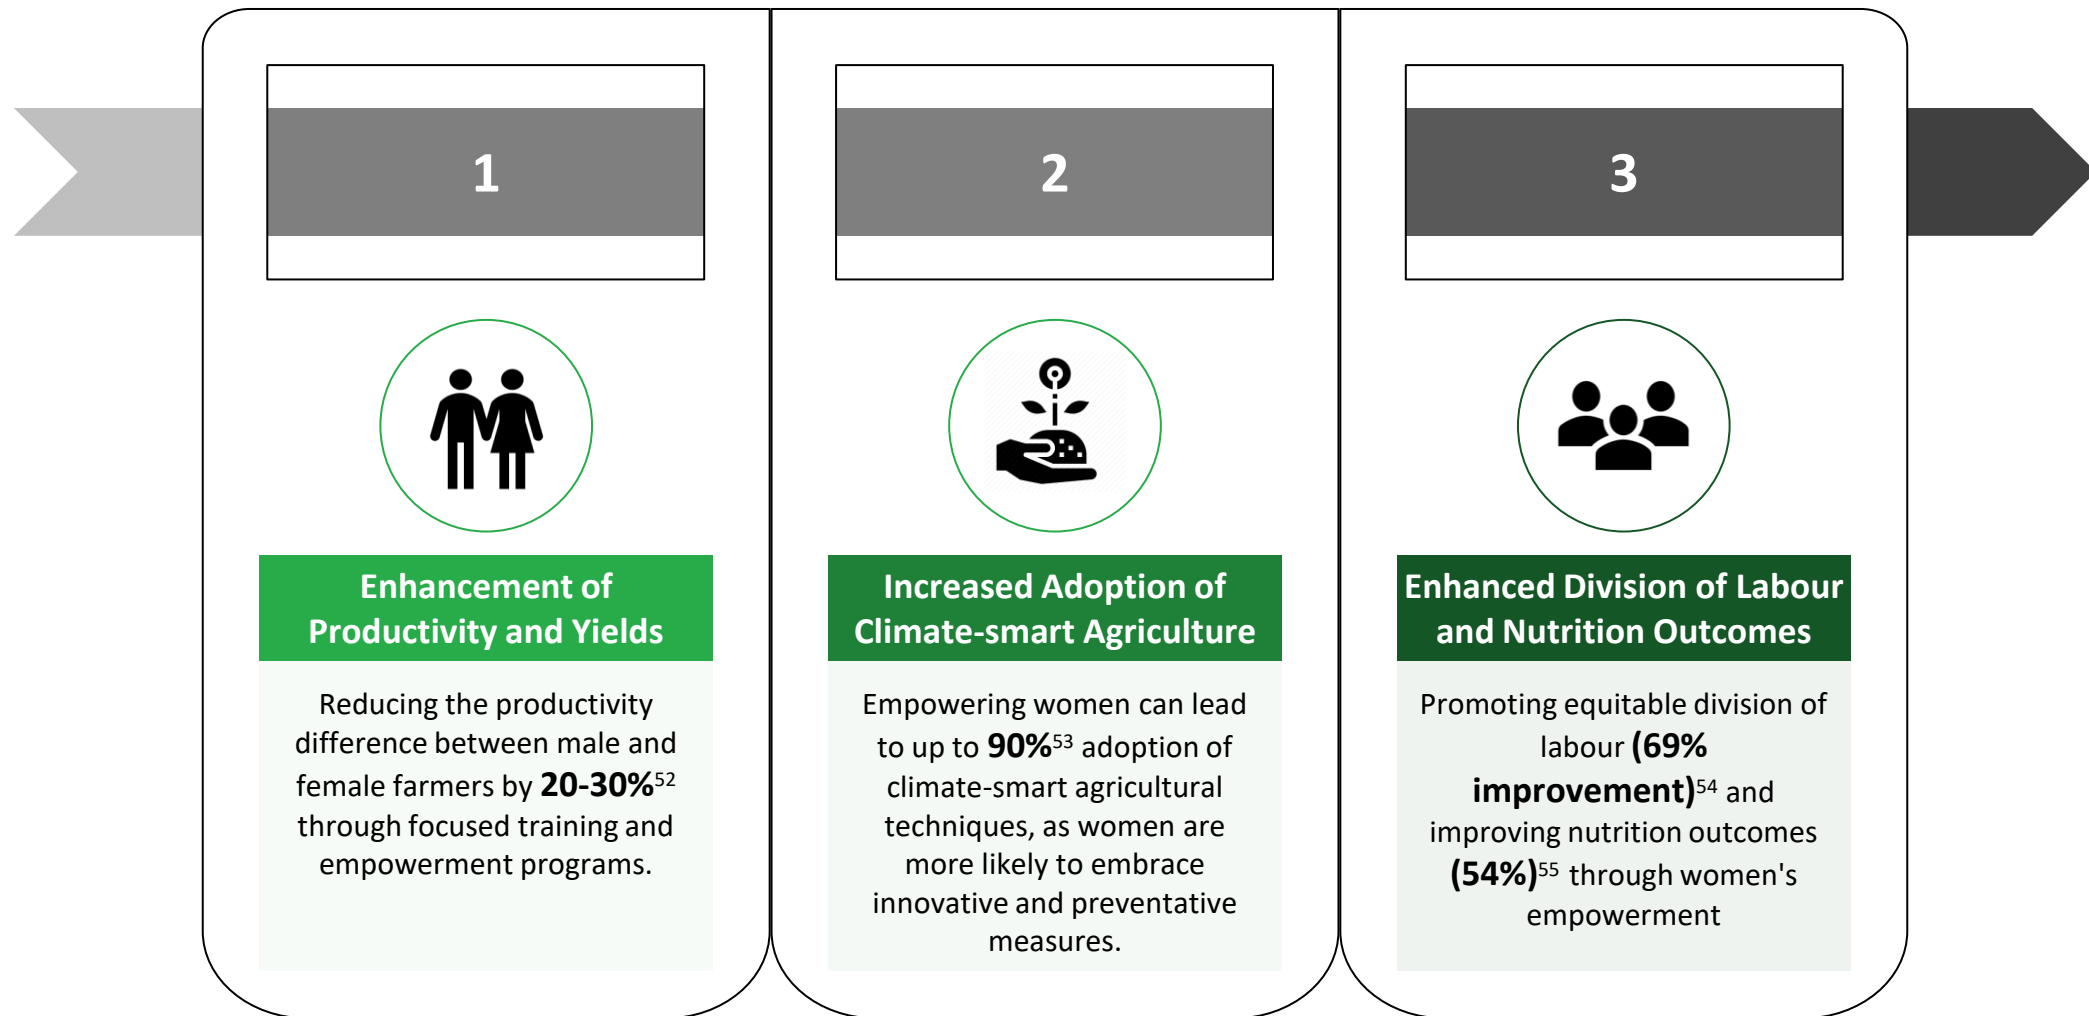 1
2
3
Enhancement of
Productivity and Yields
Reducing the productivity
difference between male and
female farmers by 20-30%52
through focused training and
empowerment programs.
Increased Adoption of
Climate-smart Agriculture
Empowering women can lead
to up to 90%53 adoption of
climate-smart agricultural
techniques, as women are
more likely to embrace
innovative and preventative
measures.
Enhanced Division of Labour
and Nutrition Outcomes
Promoting equitable division of
labour (69%
improvement)54 and
improving nutrition outcomes
(54%)55 through women's
empowerment